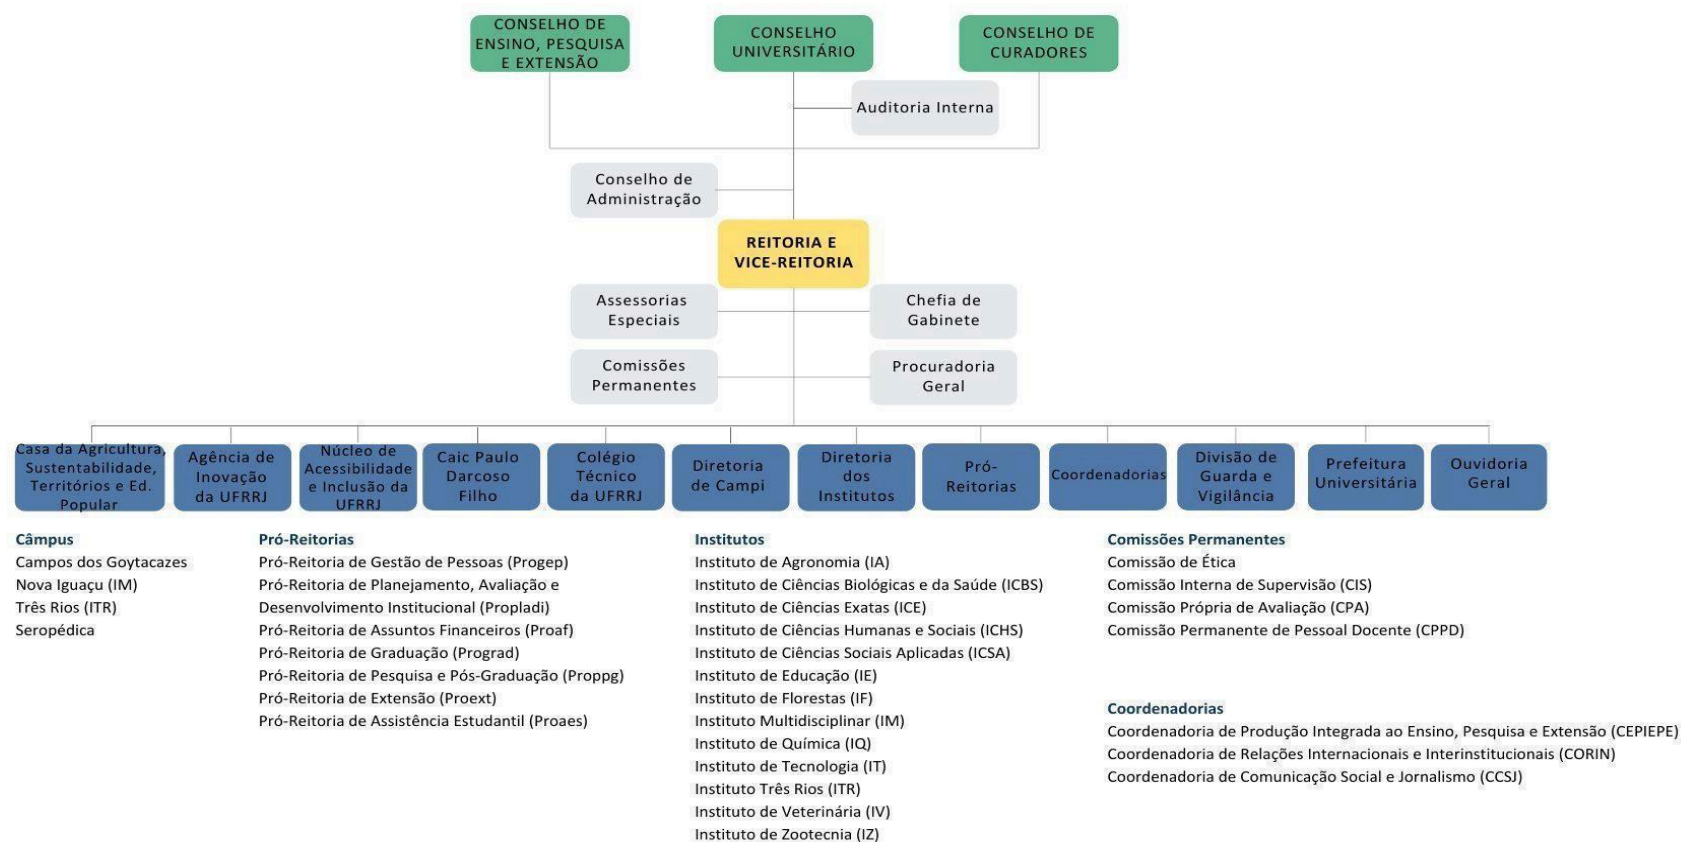 CONSELHO DE
ENSINO, PESQUISA
E EXTENSÃO
CONSELHO
UNIVERSITÁRIO
CONSELHO DE
CURADORES
Auditoria Interna
Conselho de
Administração
REITORIA E
VICE-REITORIA
Assessorias
Especiais
Chefia de
Gabinete
Comissões
Permanentes
Procuradoria
Geral
Casa da Agricultura,
Sustentabilidade,
Territórios e Ed.
Popular
Agência de
Inovação
da UFRRJ
Núcleo de
Acessibilidade
e Inclusão da
UFRRJ
Caic Paulo
Darcoso
Filho
Colégio
Técnico
da UFRRJ
Diretoria
de Campi
Diretoria
dos
Institutos
Pró-
Reitorias
Coordenadorias
Divisão de
Guarda e
Vigilância
Prefeitura
Universitária
Ouvidoria
Geral
Câmpus
Campos dos Goytacazes
Nova Iguaçu (IM)
Três Rios (ITR)
Seropédica
Pró-Reitorias
Pró-Reitoria de Gestão de Pessoas (Progep)
Pró-Reitoria de Planejamento, Avaliação e
Desenvolvimento Institucional (Propladi)
Pró-Reitoria de Assuntos Financeiros (Proaf)
Pró-Reitoria de Graduação (Prograd)
Pró-Reitoria de Pesquisa e Pós-Graduação (Proppg)
Pró-Reitoria de Extensão (Proext)
Pró-Reitoria de Assistência Estudantil (Proaes)
Institutos
Instituto de Agronomia (IA)
Instituto de Ciências Biológicas e da Saúde (ICBS)
Instituto de Ciências Exatas (ICE)
Instituto de Ciências Humanas e Sociais (ICHS)
Instituto de Ciências Sociais Aplicadas (ICSA)
Instituto de Educação (IE)
Instituto de Florestas (IF)
Instituto Multidisciplinar (IM)
Instituto de Química (IQ)
Instituto de Tecnologia (IT)
Instituto Três Rios (ITR)
Instituto de Veterinária (IV)
Instituto de Zootecnia (IZ)
Comissões Permanentes
Comissão de Ética
Comissão Interna de Supervisão (CIS)
Comissão Própria de Avaliação (CPA)
Comissão Permanente de Pessoal Docente (CPPD)
Coordenadorias
Coordenadoria de Produção Integrada ao Ensino, Pesquisa e Extensão (CEPIEPE)
Coordenadoria de Relações Internacionais e Interinstitucionais (CORIN)
Coordenadoria de Comunicação Social e Jornalismo (CCSJ)